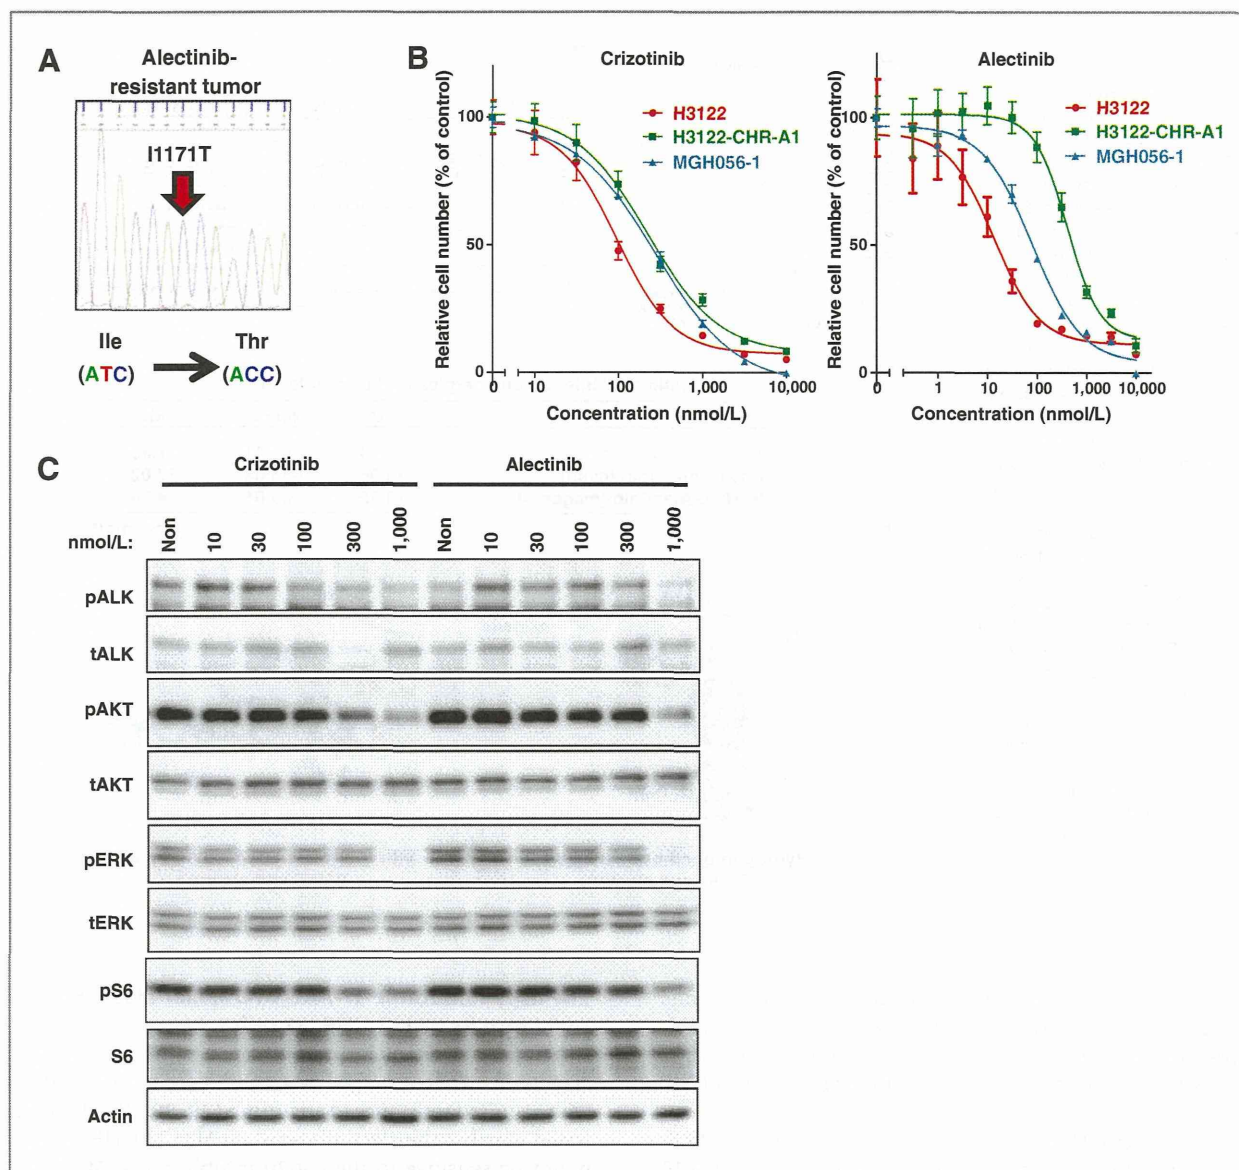 A
Alectinib-
resistant tumor
I1171T
Ile
Thr
(ATC)
(ACC)
B
Crizotinib
Relative cell number (% of control)
100
50
0
H3122
H3122-CHR-A1
MGH056-1
0
10
100
1,000
10,000
Concentration (nmol/L)
Alectinib
Relative cell number (% of control)
100
50
0
H3122
H3122-CHR-A1
MGH056-1
0
1
10
100
1,000
10,000
Concentration (nmol/L)
C
Crizotinib
Alectinib
nmol/L:
Non
10
30
100
300
1,000
Non
10
30
100
300
1,000
pALK
tALK
pAKT
tAKT
pERK
tERK
pS6
S6
Actin